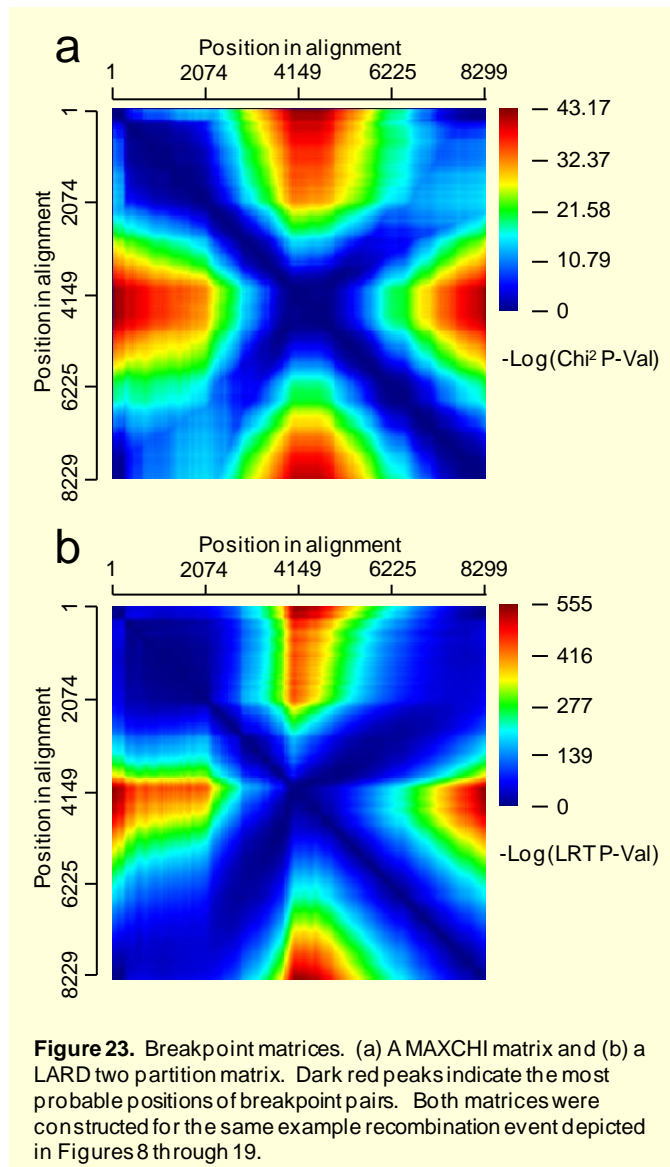 a
Position in alignment
1 2074 4149 6225 8299
Position in alignment
1 2074 4149 6225 8229
43.17
32.37
21.58
10.79
0
-Log(Chi² P-Val)
b
Position in alignment
1 2074 4149 6225 8299
Position in alignment
1 2074 4149 6225 8229
555
416
277
139
0
-Log(LRT P-Val)
Figure 23. Breakpoint matrices. (a) A MAXCHI matrix and (b) a
LARD two partition matrix. Dark red peaks indicate the most
probable positions of breakpoint pairs. Both matrices were
constructed for the same example recombination event depicted
in Figures 8 through 19.